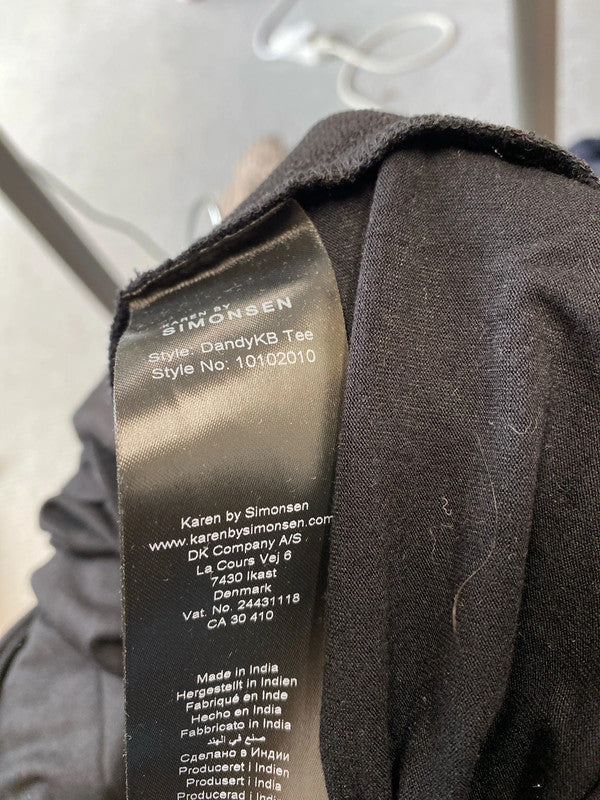 KAREN BY
SIMONSEN
Style: DandyKB Tee
Style No: 10102010
Karen by Simonsen
www.karenbysimonsen.com
DK Company A/S
La Cours Vej 6
7430 Ikast
Denmark
Vat. No. 24431118
CA 30 410
Made in India
Hergestellt in Indien
Fabriqué en Inde
Hecho en India
Fabbricato in India
صنع في الهند
Сделано в Индии
Produceret i Indien
Produsert i India
Producerad i Indien